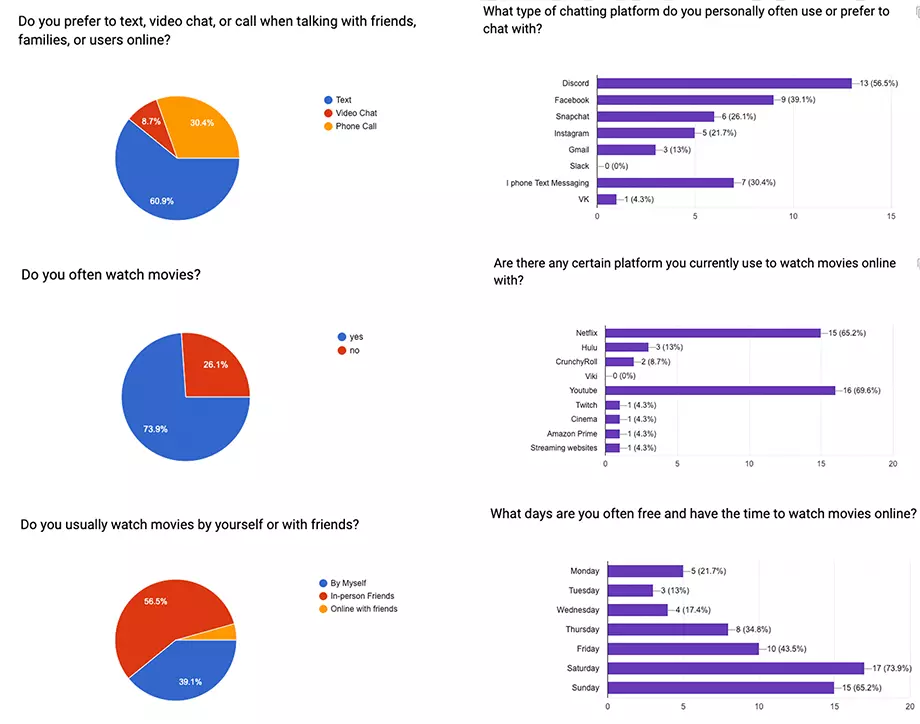 Do you prefer to text, video chat, or call when talking with friends,
families, or users online?
Text
Video Chat
Phone Call
8.7%
30.4%
60.9%
What type of chatting platform do you personally often use or prefer to
chat with?
Discord 13 (56.5%)
Facebook 9 (39.1%)
Snapchat 6 (26.1%)
Instagram 5 (21.7%)
Gmail 3 (13%)
Slack 0 (0%)
I phone Text Messaging 7 (30.4%)
VK 1 (4.3%)
0 5 10 15
Do you often watch movies?
yes
no
26.1%
73.9%
Are there any certain platform you currently use to watch movies online
with?
Netflix 15 (65.2%)
Hulu 3 (13%)
CrunchyRoll 2 (8.7%)
Viki 0 (0%)
Youtube 16 (69.6%)
Twitch 1 (4.3%)
Cinema 1 (4.3%)
Amazon Prime 1 (4.3%)
Streaming websites 1 (4.3%)
0 5 10 15 20
Do you usually watch movies by yourself or with friends?
By Myself
In-person Friends
Online with friends
56.5%
39.1%
What days are you often free and have the time to watch movies online?
Monday 5 (21.7%)
Tuesday 3 (13%)
Wednesday 4 (17.4%)
Thursday 8 (34.8%)
Friday 10 (43.5%)
Saturday 17 (73.9%)
Sunday 15 (65.2%)
0 5 10 15 20